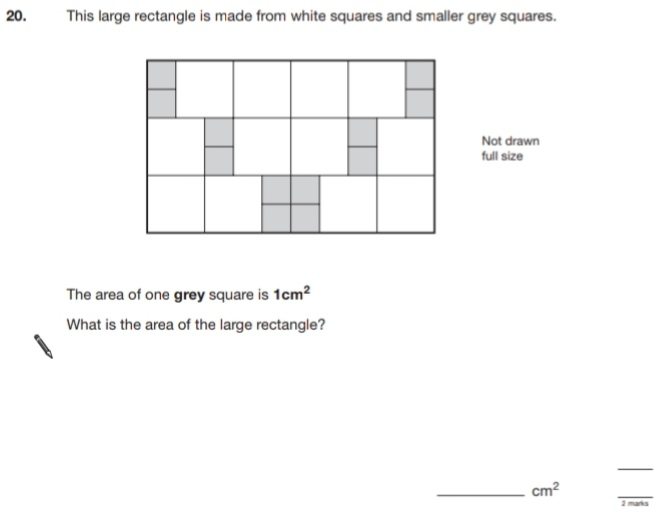 20. This large rectangle is made from white squares and smaller grey squares.
Not drawn
full size
The area of one grey square is 1cm²
What is the area of the large rectangle?
cm²
2 marks